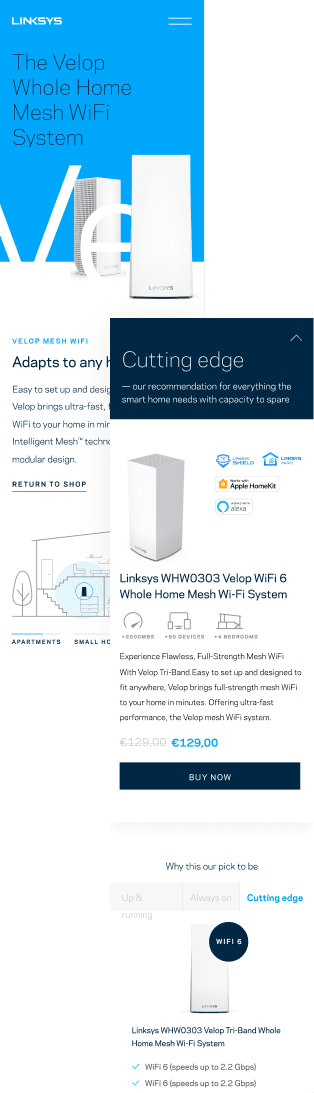 LINKSYS
The Velop
Whole Home
Mesh WiFi
System
Ve
LINKSYS
VELOP MESH WIFI
Adapts to any h
Easy to set up and desig
Velop brings ultra-fast, f
WiFi to your home in min
Intelligent Mesh™ techno
modular design.
RETURN TO SHOP
APARTMENTS SMALL HO
Cutting edge
— our recommendation for everything the
smart home needs with capacity to spare
LINKSYS SHIELD
LINKSYS AWARE
Works with
Apple HomeKit
WORKS WITH
alexa
LINKSYS
Linksys WHW0303 Velop WiFi 6
Whole Home Mesh Wi-Fi System
+2000MBS +50 DEVICES +4 BEDROOMS
Experience Flawless, Full-Strength Mesh WiFi
With Velop Tri-Band.Easy to set up and designed to
fit anywhere, Velop brings full-strength mesh WiFi
to your home in minutes. Offering ultra-fast
performance, the Velop mesh WiFi system.
€129,00 €129,00
BUY NOW
Why this our pick to be
Up &
running
Always on
Cutting edge
WIFI 6
LINKSYS
Linksys WHW0303 Velop Tri-Band Whole
Home Mesh Wi-Fi System
WiFi 6 (speeds up to 2.2 Gbps)
WiFi 6 (speeds up to 2.2 Gbps)